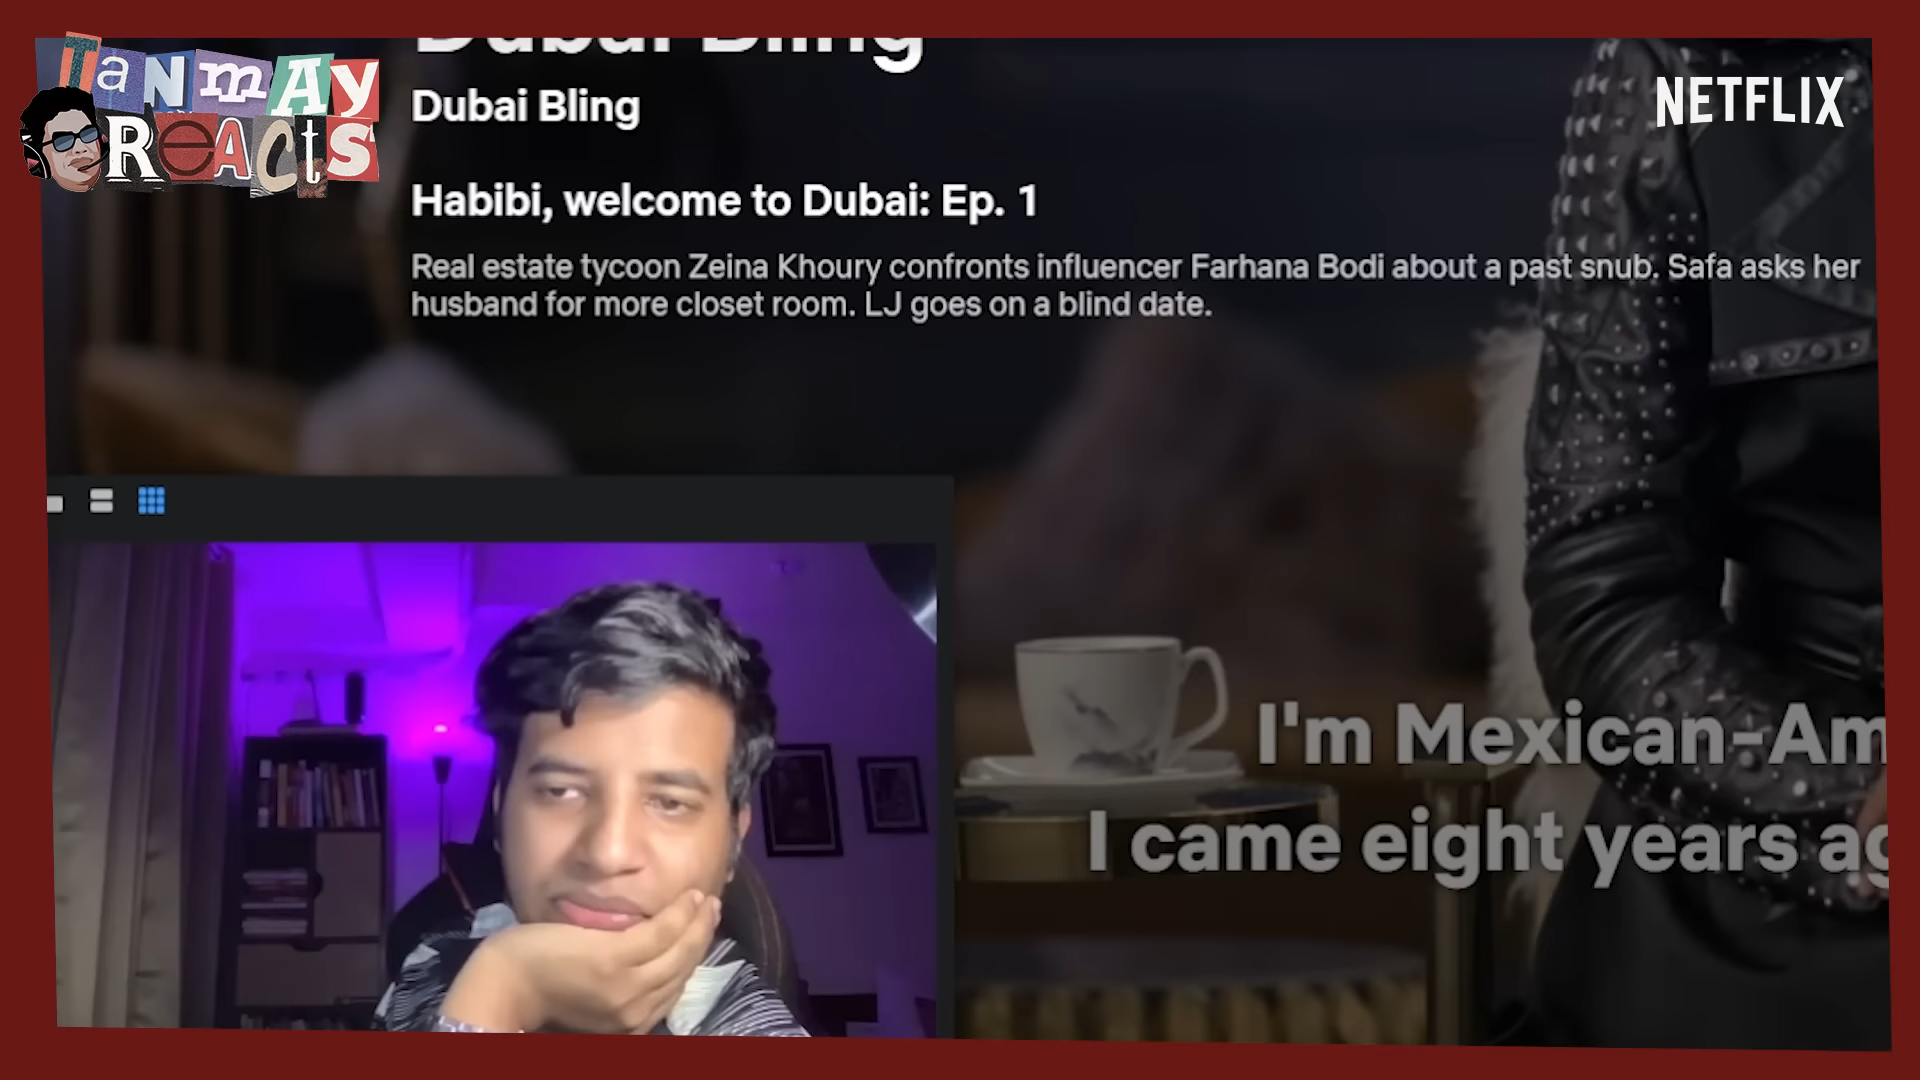 TaNmAy
REACtS
Dubai Bling
Dubai Bling
NETFLIX
Habibi, welcome to Dubai: Ep. 1
Real estate tycoon Zeina Khoury confronts influencer Farhana Bodi about a past snub. Safa asks her
husband for more closet room. LJ goes on a blind date.
I'm Mexican-Am
I came eight years ag